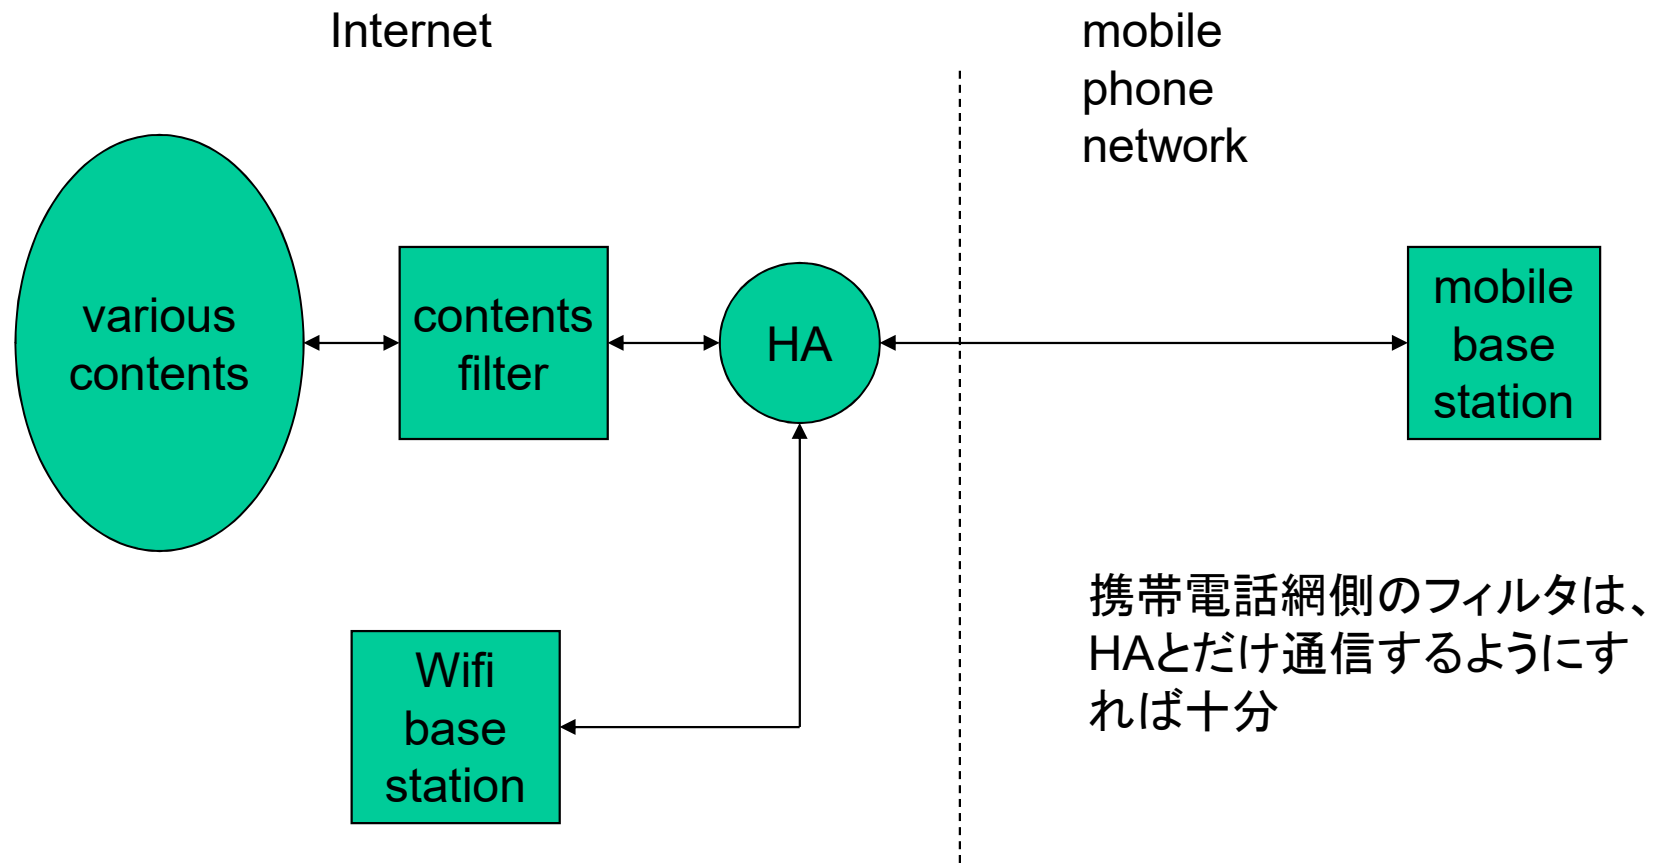 Internet
mobile
phone
network
various
contents
contents
filter
HA
mobile
base
station
Wifi
base
station
携帯電話網側のフィルタは、
HAとだけ通信するようにす
れば十分